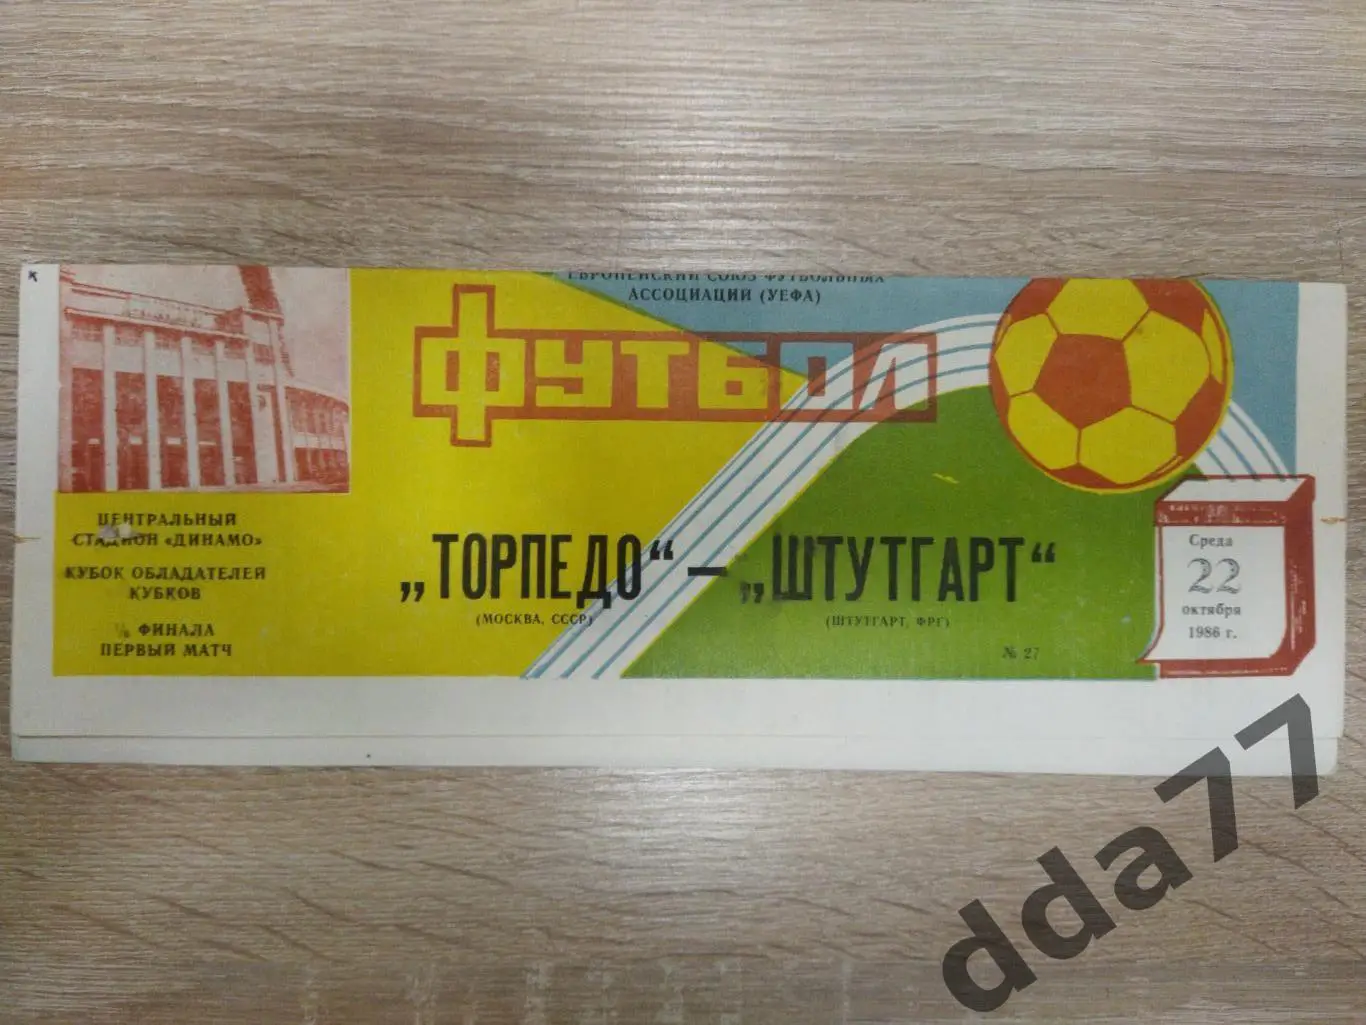 ЕВРОПЕЙСКИЙ СОЮЗ ФУТБОЛЬНЫХ
АССОЦИАЦИЙ (УЕФА)
ФУТБОЛ
ЦЕНТРАЛЬНЫЙ
СТАДИОН «ДИНАМО»
КУБОК ОБЛАДАТЕЛЕЙ
КУБКОВ
⅛ ФИНАЛА
ПЕРВЫЙ МАТЧ
„ТОРПЕДО“ — „ШТУТГАРТ“
(МОСКВА, СССР)
(ШТУТГАРТ, ФРГ)
№ 27
Среда
22
октября
1986 г.
dda77